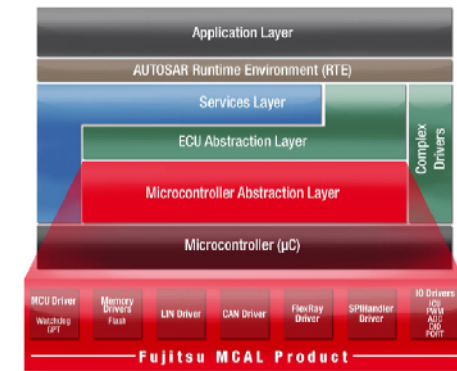 Application Layer
AUTOSAR Runtime Environment (RTE)
Services Layer
ECU Abstraction Layer
Complex
Drivers
Microcontroller Abstraction Layer
Microcontroller (µC)
MCU Driver
Watchdog
GPT
Memory
Drivers
Flash
LIN Driver
CAN Driver
FlexRay
Driver
SPIHandler
Driver
IO Drivers
ICU
PWM
ADC
DIO
PORT
Fujitsu MCAL Product